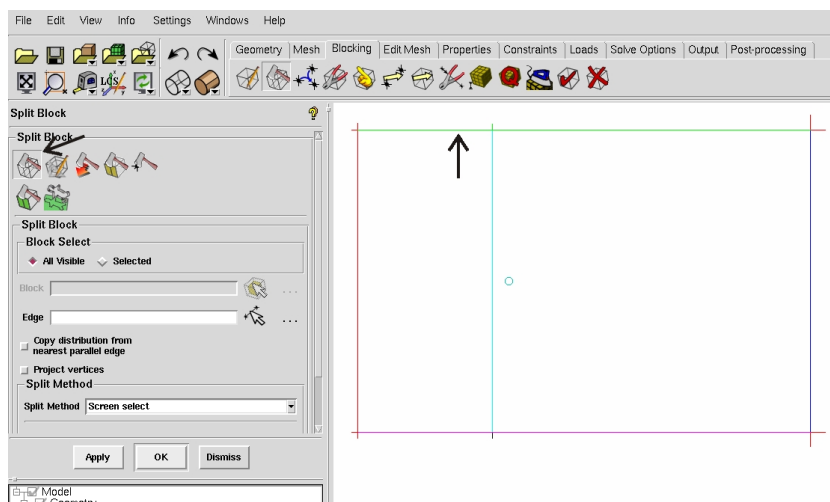 File Edit View Info Settings Windows Help
Geometry Mesh Blocking Edit Mesh Properties Constraints Loads Solve Options Output Post-processing
Split Block
Split Block
Split Block
Block Select
All Visible Selected
Block ...
Edge ...
Copy distribution from
nearest parallel edge
Project vertices
Split Method
Split Method Screen select
Apply OK Dismiss
Model
Geometry